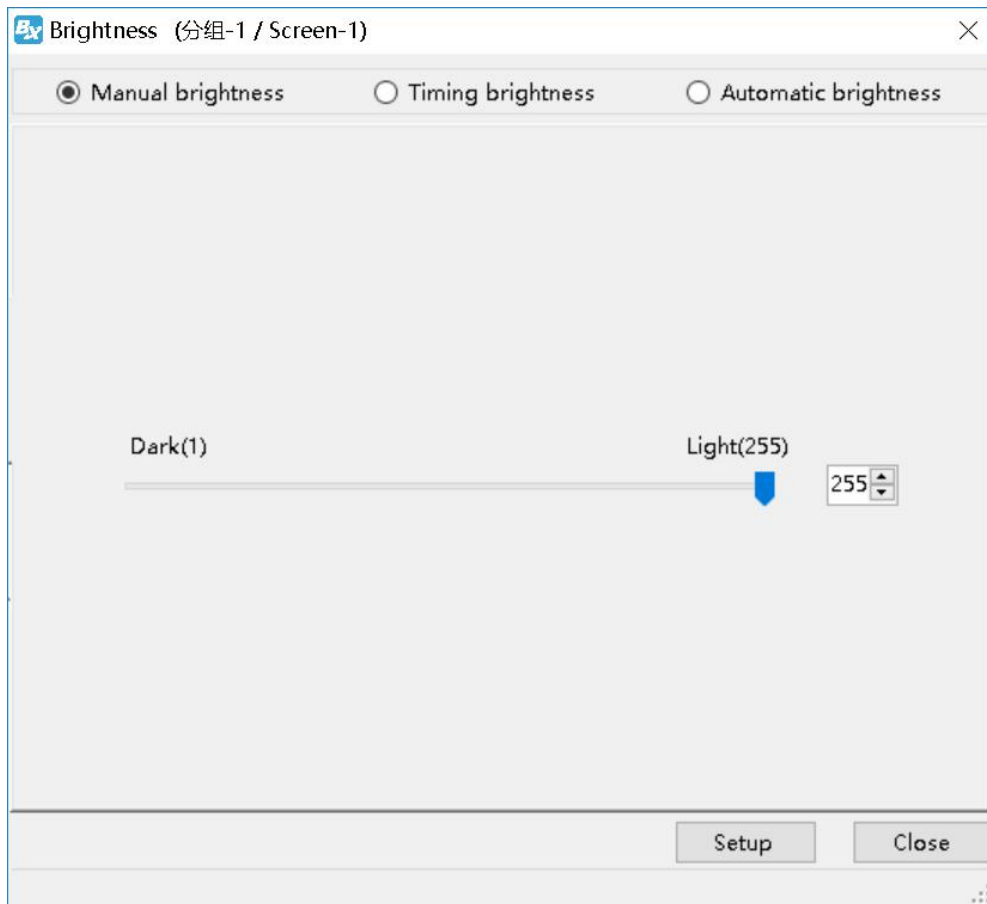 BX Brightness (分组-1 / Screen-1)
Manual brightness Timing brightness Automatic brightness
Dark(1) Light(255)
255
Setup Close